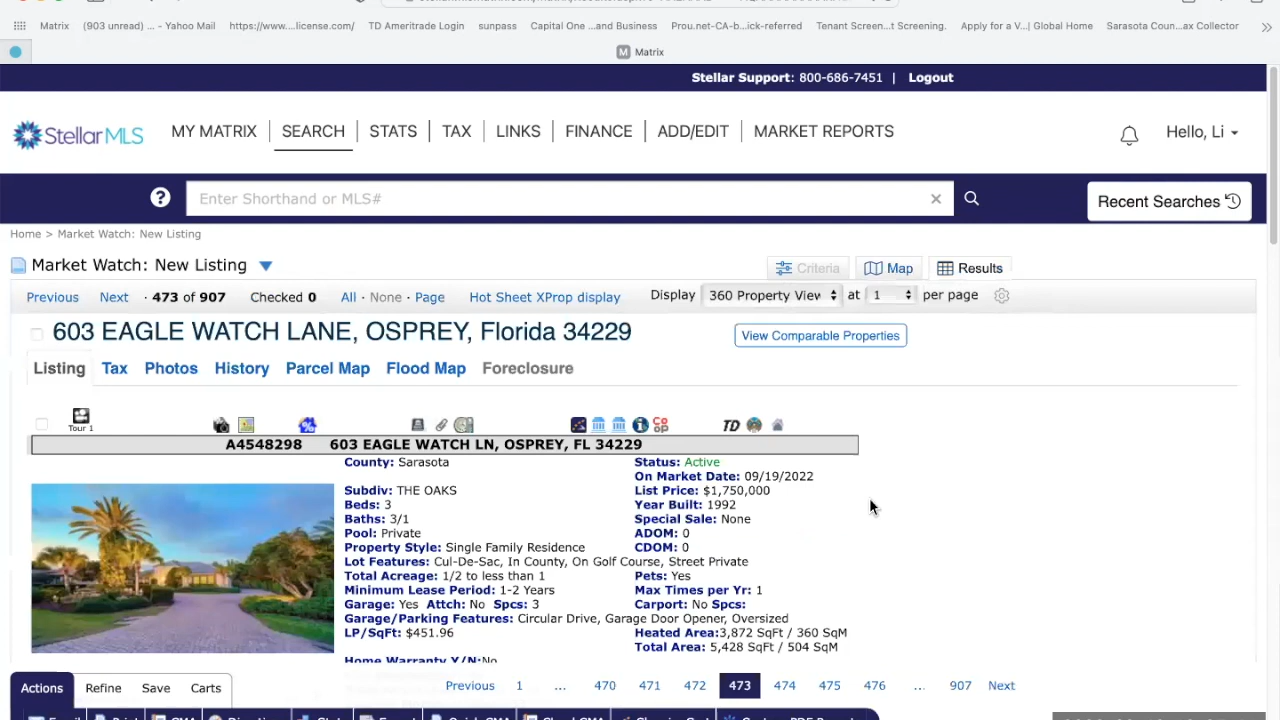 Matrix (903 unread) ... - Yahoo Mail https://www....license.com/ TD Ameritrade Login sunpass Capital One ...and Business Prou.net-CA-b...ick-referred Tenant Screen...t Screening. Apply for a V...| Global Home Sarasota Coun...ax Collector
M Matrix
Stellar Support: 800-686-7451 | Logout
StellarMLS MY MATRIX SEARCH STATS TAX LINKS FINANCE ADD/EDIT MARKET REPORTS Hello, Li
? Enter Shorthand or MLS# Recent Searches
Home > Market Watch: New Listing
Market Watch: New Listing Criteria Map Results
Previous Next · 473 of 907 Checked 0 All · None · Page Hot Sheet XProp display Display 360 Property View at 1 per page
603 EAGLE WATCH LANE, OSPREY, Florida 34229 View Comparable Properties
Listing Tax Photos History Parcel Map Flood Map Foreclosure
Tour 1 CO OP TD
A4548298 603 EAGLE WATCH LN, OSPREY, FL 34229
County: Sarasota Status: Active
On Market Date: 09/19/2022
Subdiv: THE OAKS List Price: $1,750,000
Beds: 3 Year Built: 1992
Baths: 3/1 Special Sale: None
Pool: Private ADOM: 0
Property Style: Single Family Residence CDOM: 0
Lot Features: Cul-De-Sac, In County, On Golf Course, Street Private
Total Acreage: 1/2 to less than 1 Pets: Yes
Minimum Lease Period: 1-2 Years Max Times per Yr: 1
Garage: Yes Attch: No Spcs: 3 Carport: No Spcs:
Garage/Parking Features: Circular Drive, Garage Door Opener, Oversized
LP/SqFt: $451.96 Heated Area:3,872 SqFt / 360 SqM
Total Area: 5,428 SqFt / 504 SqM
Home Warranty Y/N:No
Actions Refine Save Carts Previous 1 ... 470 471 472 473 474 475 476 ... 907 Next